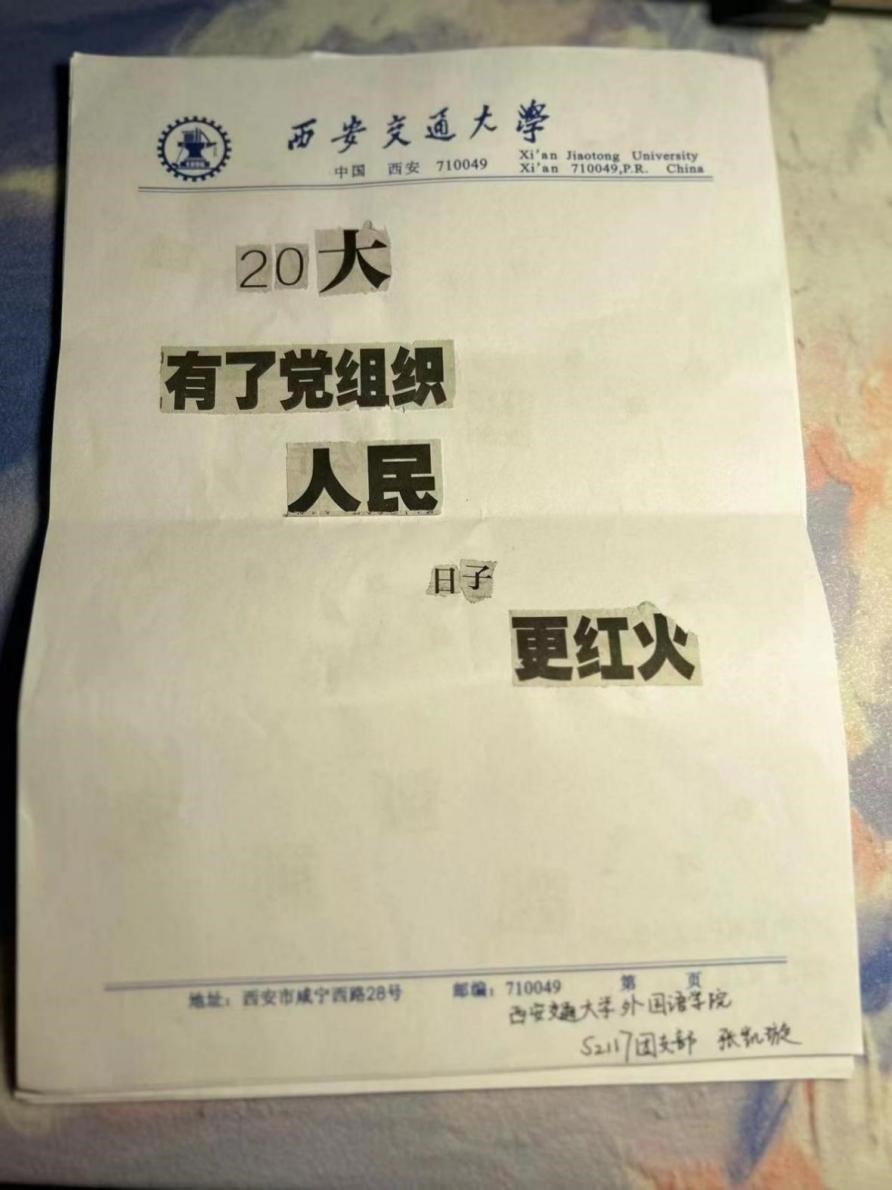 西安交通大学
中国 西安 710049
Xi'an Jiaotong University
Xi'an 710049,P.R. China
20大
有了党组织
人民
日子
更红火
地址：西安市咸宁西路28号 邮编：710049 第 页
西安交通大学外国语学院
S2117团支部 张凯璇